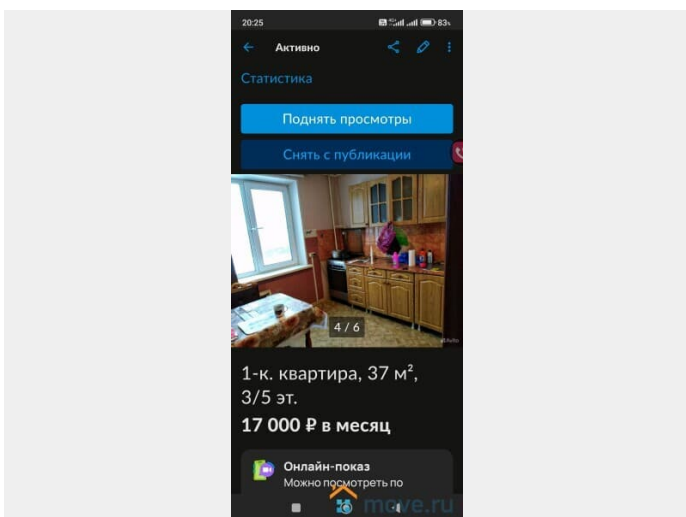 20:25
83%
Активно
Статистика
Поднять просмотры
Снять с публикации
4 / 6
Avito
1-к. квартира, 37 м²,
3/5 эт.
17 000 ₽ в месяц
Онлайн-показ
Можно посмотреть по
move.ru